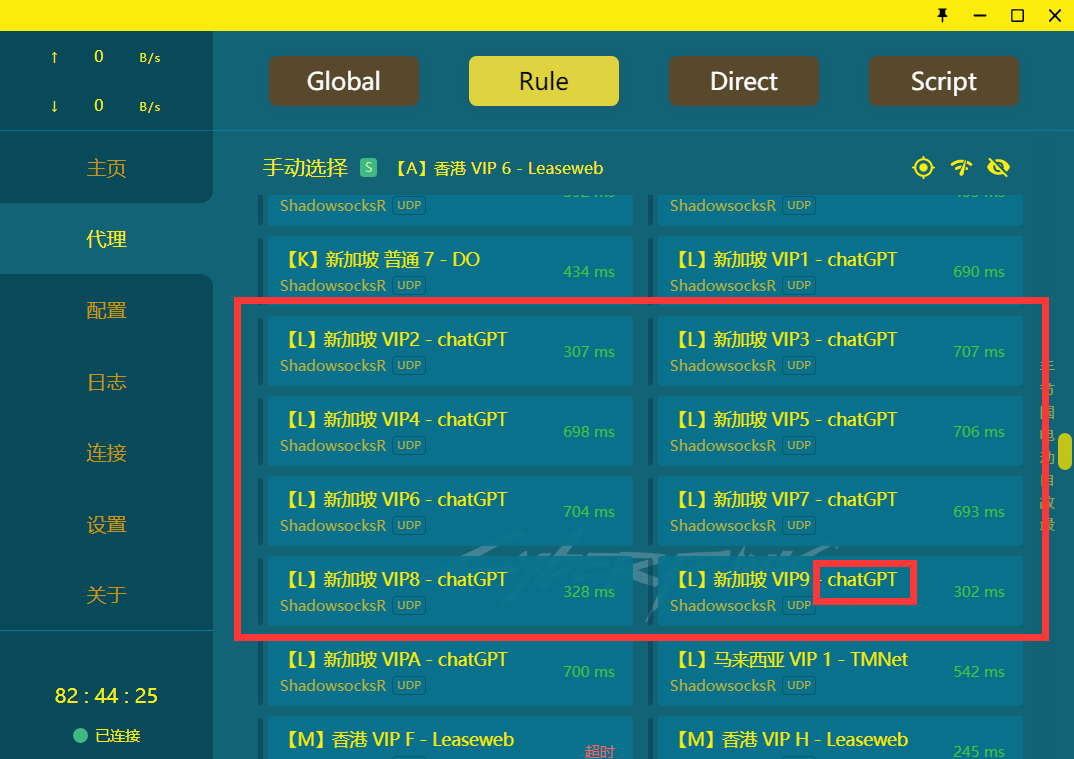 ↑ 0 B/s
↓ 0 B/s
Global Rule Direct Script
主页
代理
配置
日志
连接
设置
关于
82 : 44 : 25
已连接
手动选择 S 【A】香港 VIP 6 - Leaseweb
ShadowsocksR UDP
ShadowsocksR UDP
【K】新加坡 普通 7 - DO
ShadowsocksR UDP
434 ms
【L】新加坡 VIP1 - chatGPT
ShadowsocksR UDP
690 ms
【L】新加坡 VIP2 - chatGPT
ShadowsocksR UDP
307 ms
【L】新加坡 VIP3 - chatGPT
ShadowsocksR UDP
707 ms
【L】新加坡 VIP4 - chatGPT
ShadowsocksR UDP
698 ms
【L】新加坡 VIP5 - chatGPT
ShadowsocksR UDP
706 ms
【L】新加坡 VIP6 - chatGPT
ShadowsocksR UDP
704 ms
【L】新加坡 VIP7 - chatGPT
ShadowsocksR UDP
693 ms
【L】新加坡 VIP8 - chatGPT
ShadowsocksR UDP
328 ms
【L】新加坡 VIP9 - chatGPT
ShadowsocksR UDP
302 ms
【L】新加坡 VIPA - chatGPT
ShadowsocksR UDP
700 ms
【L】马来西亚 VIP 1 - TMNet
ShadowsocksR UDP
542 ms
【M】香港 VIP F - Leaseweb
超时
【M】香港 VIP H - Leaseweb
245 ms